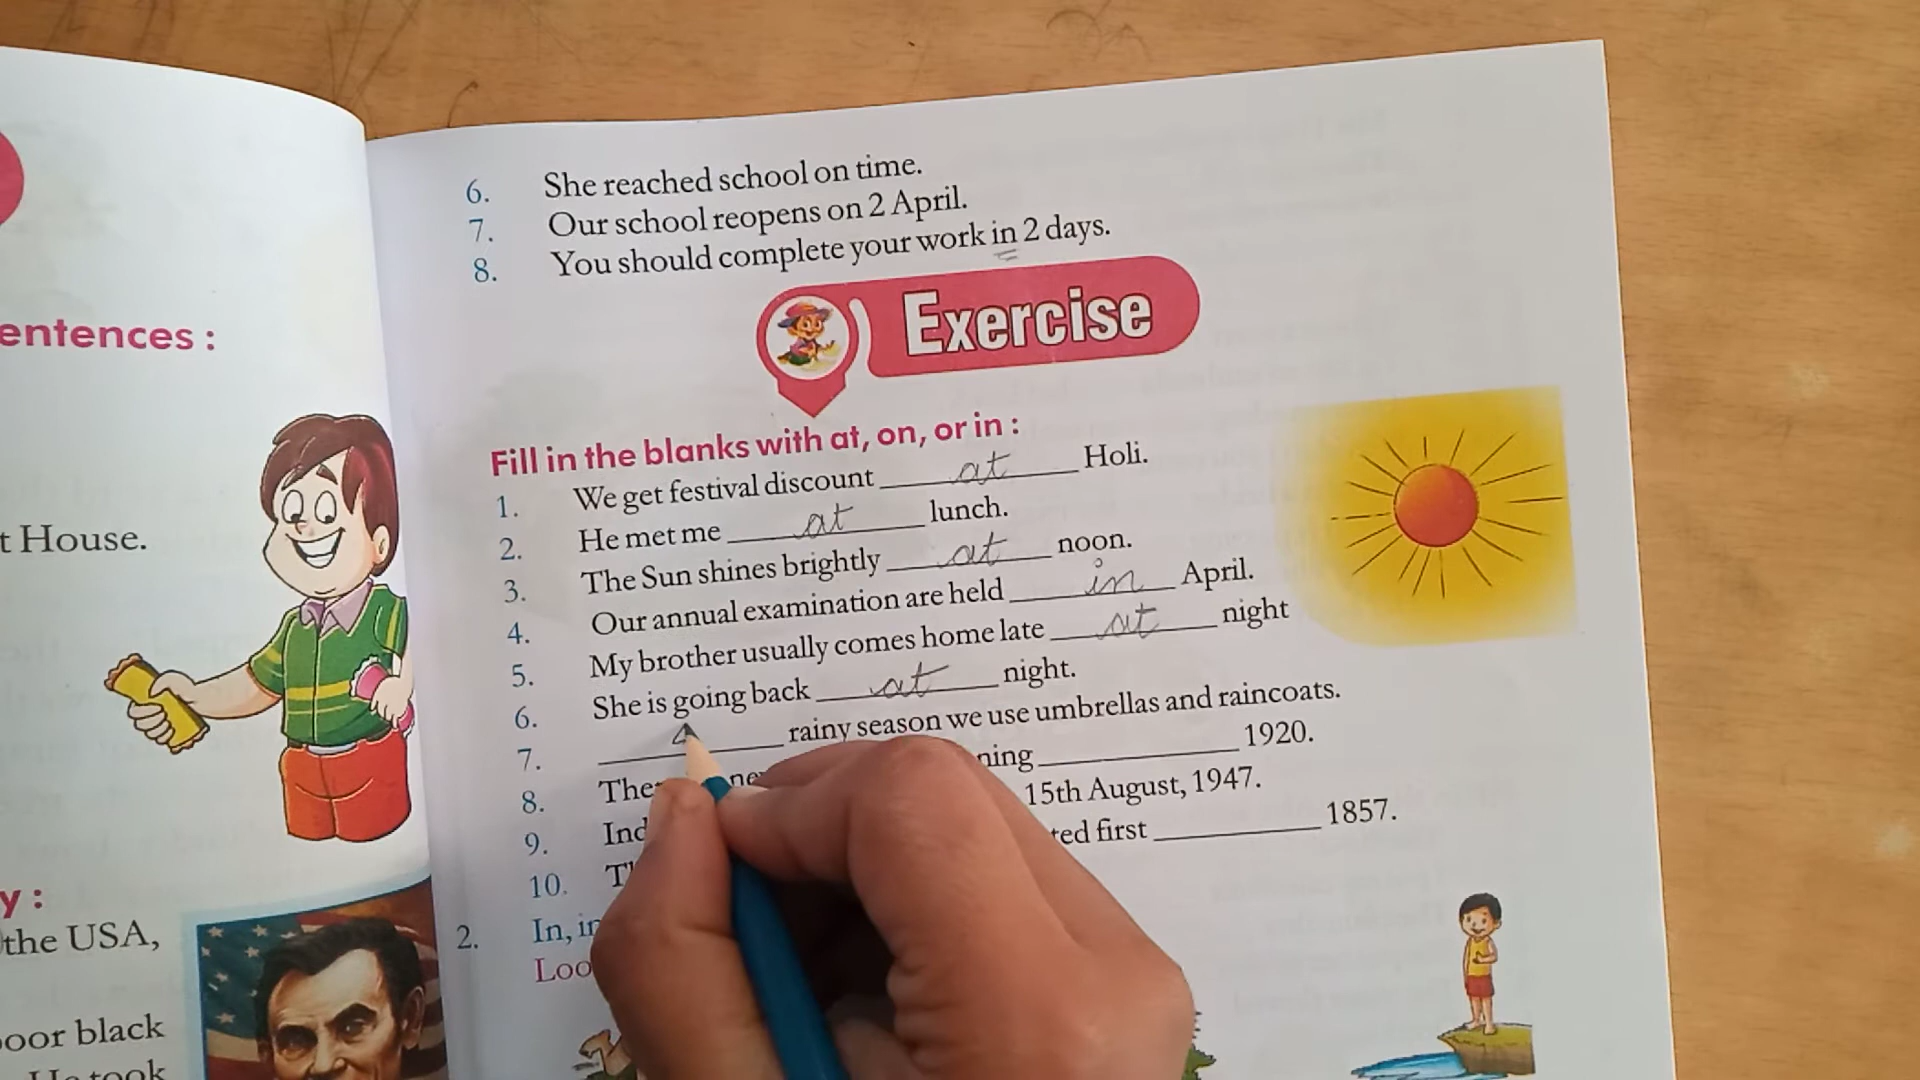 entences :
t House.
y :
the USA,
oor black
He took
6. She reached school on time.
7. Our school reopens on 2 April.
8. You should complete your work in 2 days.
Exercise
Fill in the blanks with at, on, or in :
1. We get festival discount at Holi.
2. He met me at lunch.
3. The Sun shines brightly at noon.
4. Our annual examination are held in April.
5. My brother usually comes home late at night
6. She is going back at night.
7. rainy season we use umbrellas and raincoats.
8. The ning 1920.
9. Ind 15th August, 1947.
10. T ted first 1857.
2. In, in
Loo